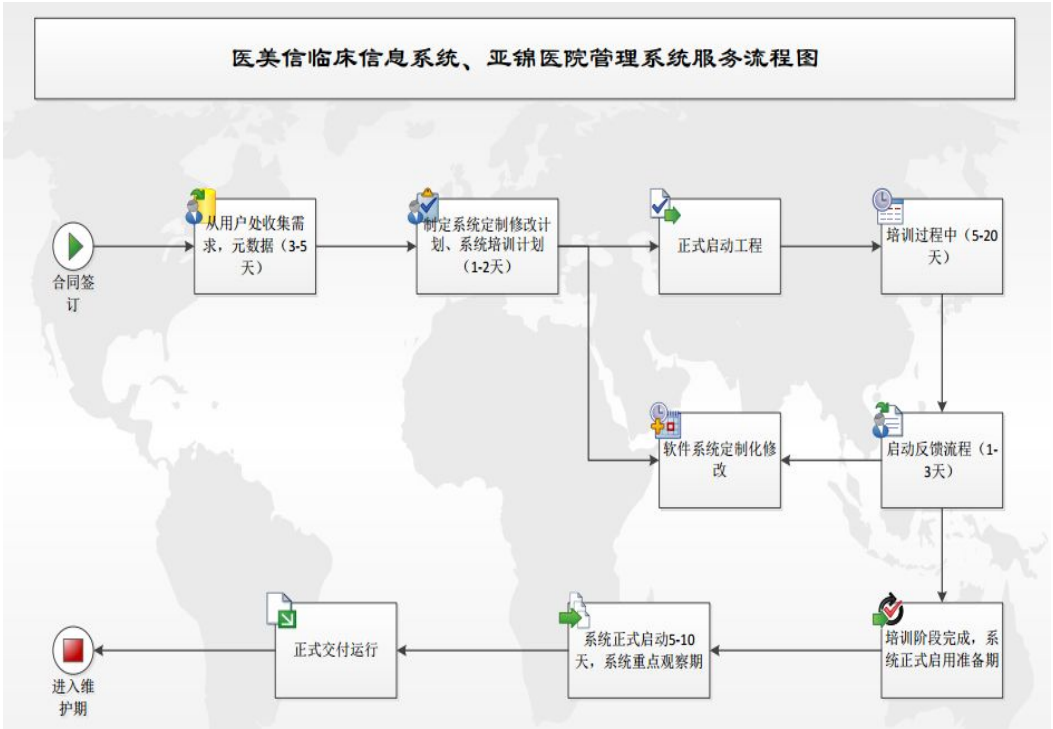 医美信临床信息系统、亚锦医院管理系统服务流程图
合同签
订
从用户处收集需
求，元数据（3-5
天）
制定系统定制修改计
划、系统培训计划
（1-2天）
正式启动工程
培训过程中（5-20
天）
软件系统定制化修
改
启动反馈流程（1-
3天）
进入维
护期
正式交付运行
系统正式启动5-10
天，系统重点观察期
培训阶段完成，系
统正式启用准备期